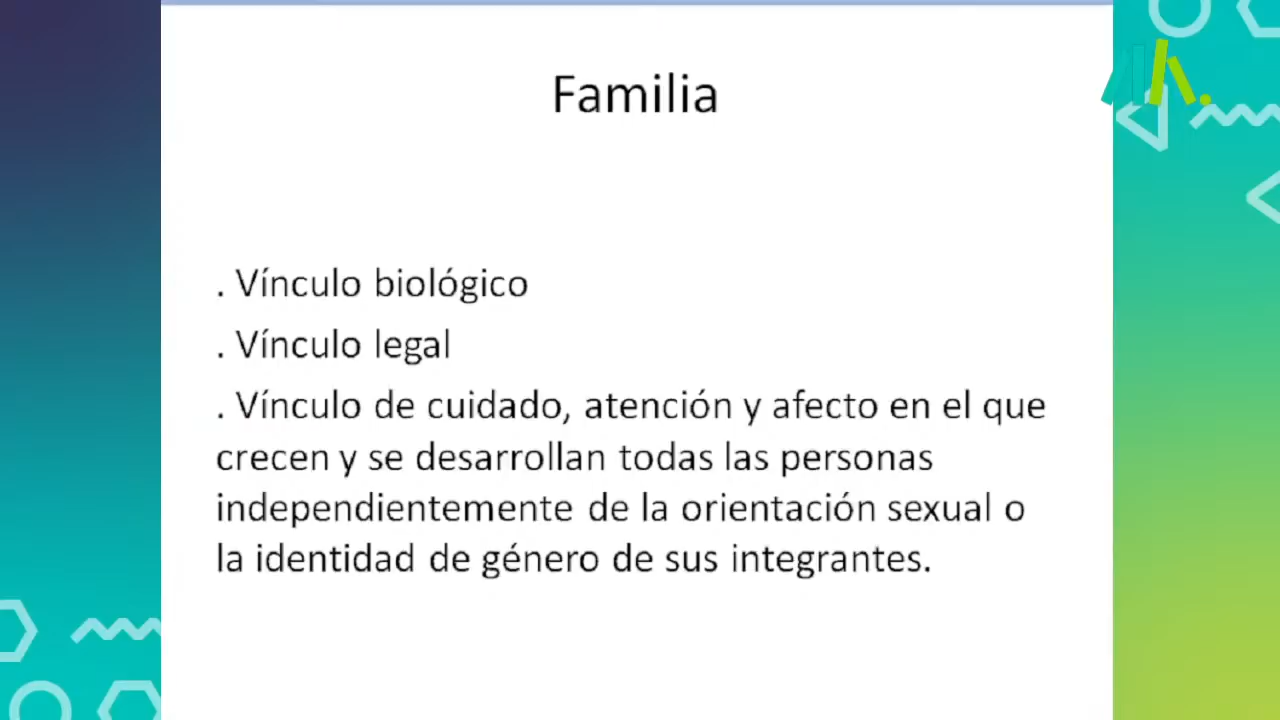 Familia
. Vínculo biológico
. Vínculo legal
. Vínculo de cuidado, atención y afecto en el que
crecen y se desarrollan todas las personas
independientemente de la orientación sexual o
la identidad de género de sus integrantes.